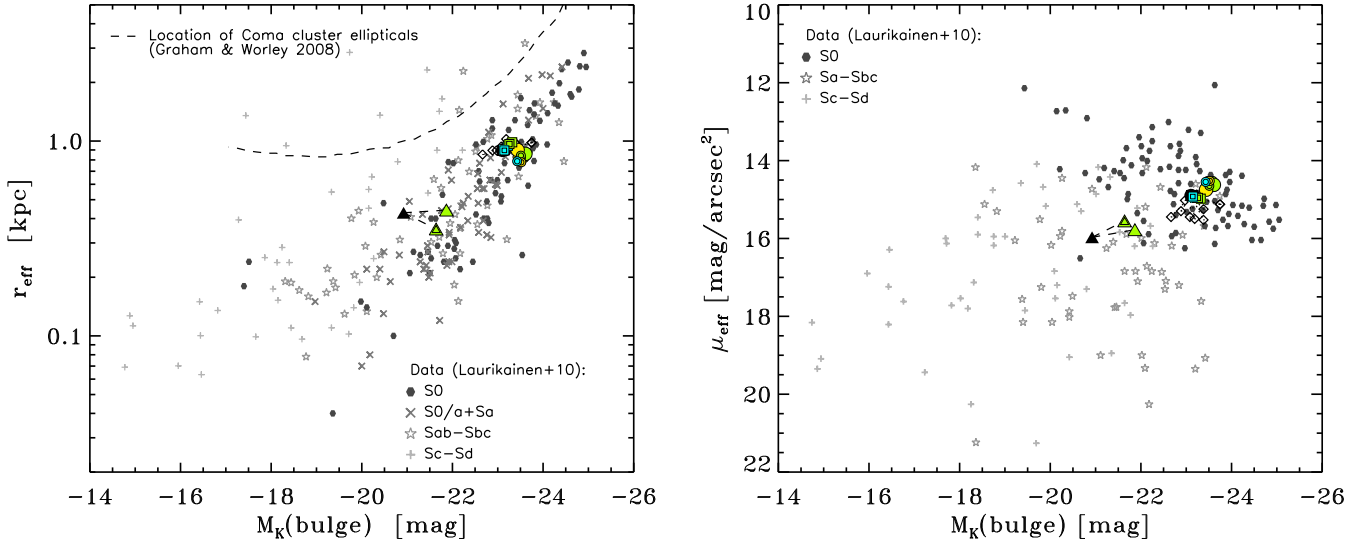 Location of Coma cluster ellipticals
(Graham & Worley 2008)
1.0
0.1
r_eff [kpc]
Data (Laurikainen+10):
S0
S0/a+Sa
Sab-Sbc
Sc-Sd
-14 -16 -18 -20 -22 -24 -26
M_K(bulge) [mag]
10
12
14
16
18
20
22
μ_eff [mag/arcsec²]
Data (Laurikainen+10):
S0
Sa-Sbc
Sc-Sd
-14 -16 -18 -20 -22 -24 -26
M_K(bulge) [mag]